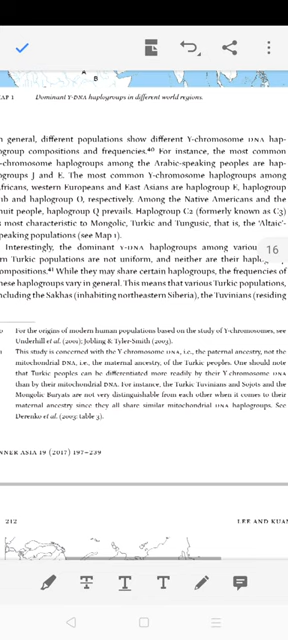 A
B
AP 1 Dominant Y-DNA haplogroups in different world regions.
n general, different populations show different Y-chromosome DNA hap-
ogroup compositions and frequencies.40 For instance, the most common
-chromosome haplogroups among the Arabic-speaking peoples are hap-
ogroups J and E. The most common Y-chromosome haplogroups among
fricans, western Europeans and East Asians are haplogroup E, haplogroup
and haplogroup O, respectively. Among the Native Americans and the
nuit people, haplogroup Q prevails. Haplogroup C2 (formerly known as C3)
s most characteristic to Mongolic, Turkic and Tungusic, that is, the 'Altaic'-
peaking populations (see Map 1).
Interestingly, the dominant Y-DNA haplogroups among variou
rn Turkic populations are not uniform, and neither are their haplog
ompositions.41 While they may share certain haplogroups, the frequencies of
hese haplogroups vary in general. This means that various Turkic populations,
ncluding the Sakhas (inhabiting northeastern Siberia), the Tuvinians (residing
16
0 For the origins of modern human populations based on the study of Y-chromosomes, see
Underhill et al. (2001); Jobling & Tyler-Smith (2003).
1 This study is concerned with the Y chromosome DNA, i.e., the paternal ancestry, not the
mitochondrial DNA, i.e., the maternal ancestry, of the Turkic peoples. One should note
that Turkic peoples can be differentiated more readily by their Y-chromosome DNA
than by their mitochondrial DNA. For instance, the Turkic Tuvinians and Sojots and the
Mongolic Buryats are not very distinguishable from each other when it comes to their
maternal ancestry since they all share similar mitochondrial DNA haplogroups. See
Derenko et al. (2003: table 3).
NNER ASIA 19 (2017) 197–239
212 LEE AND KUAN